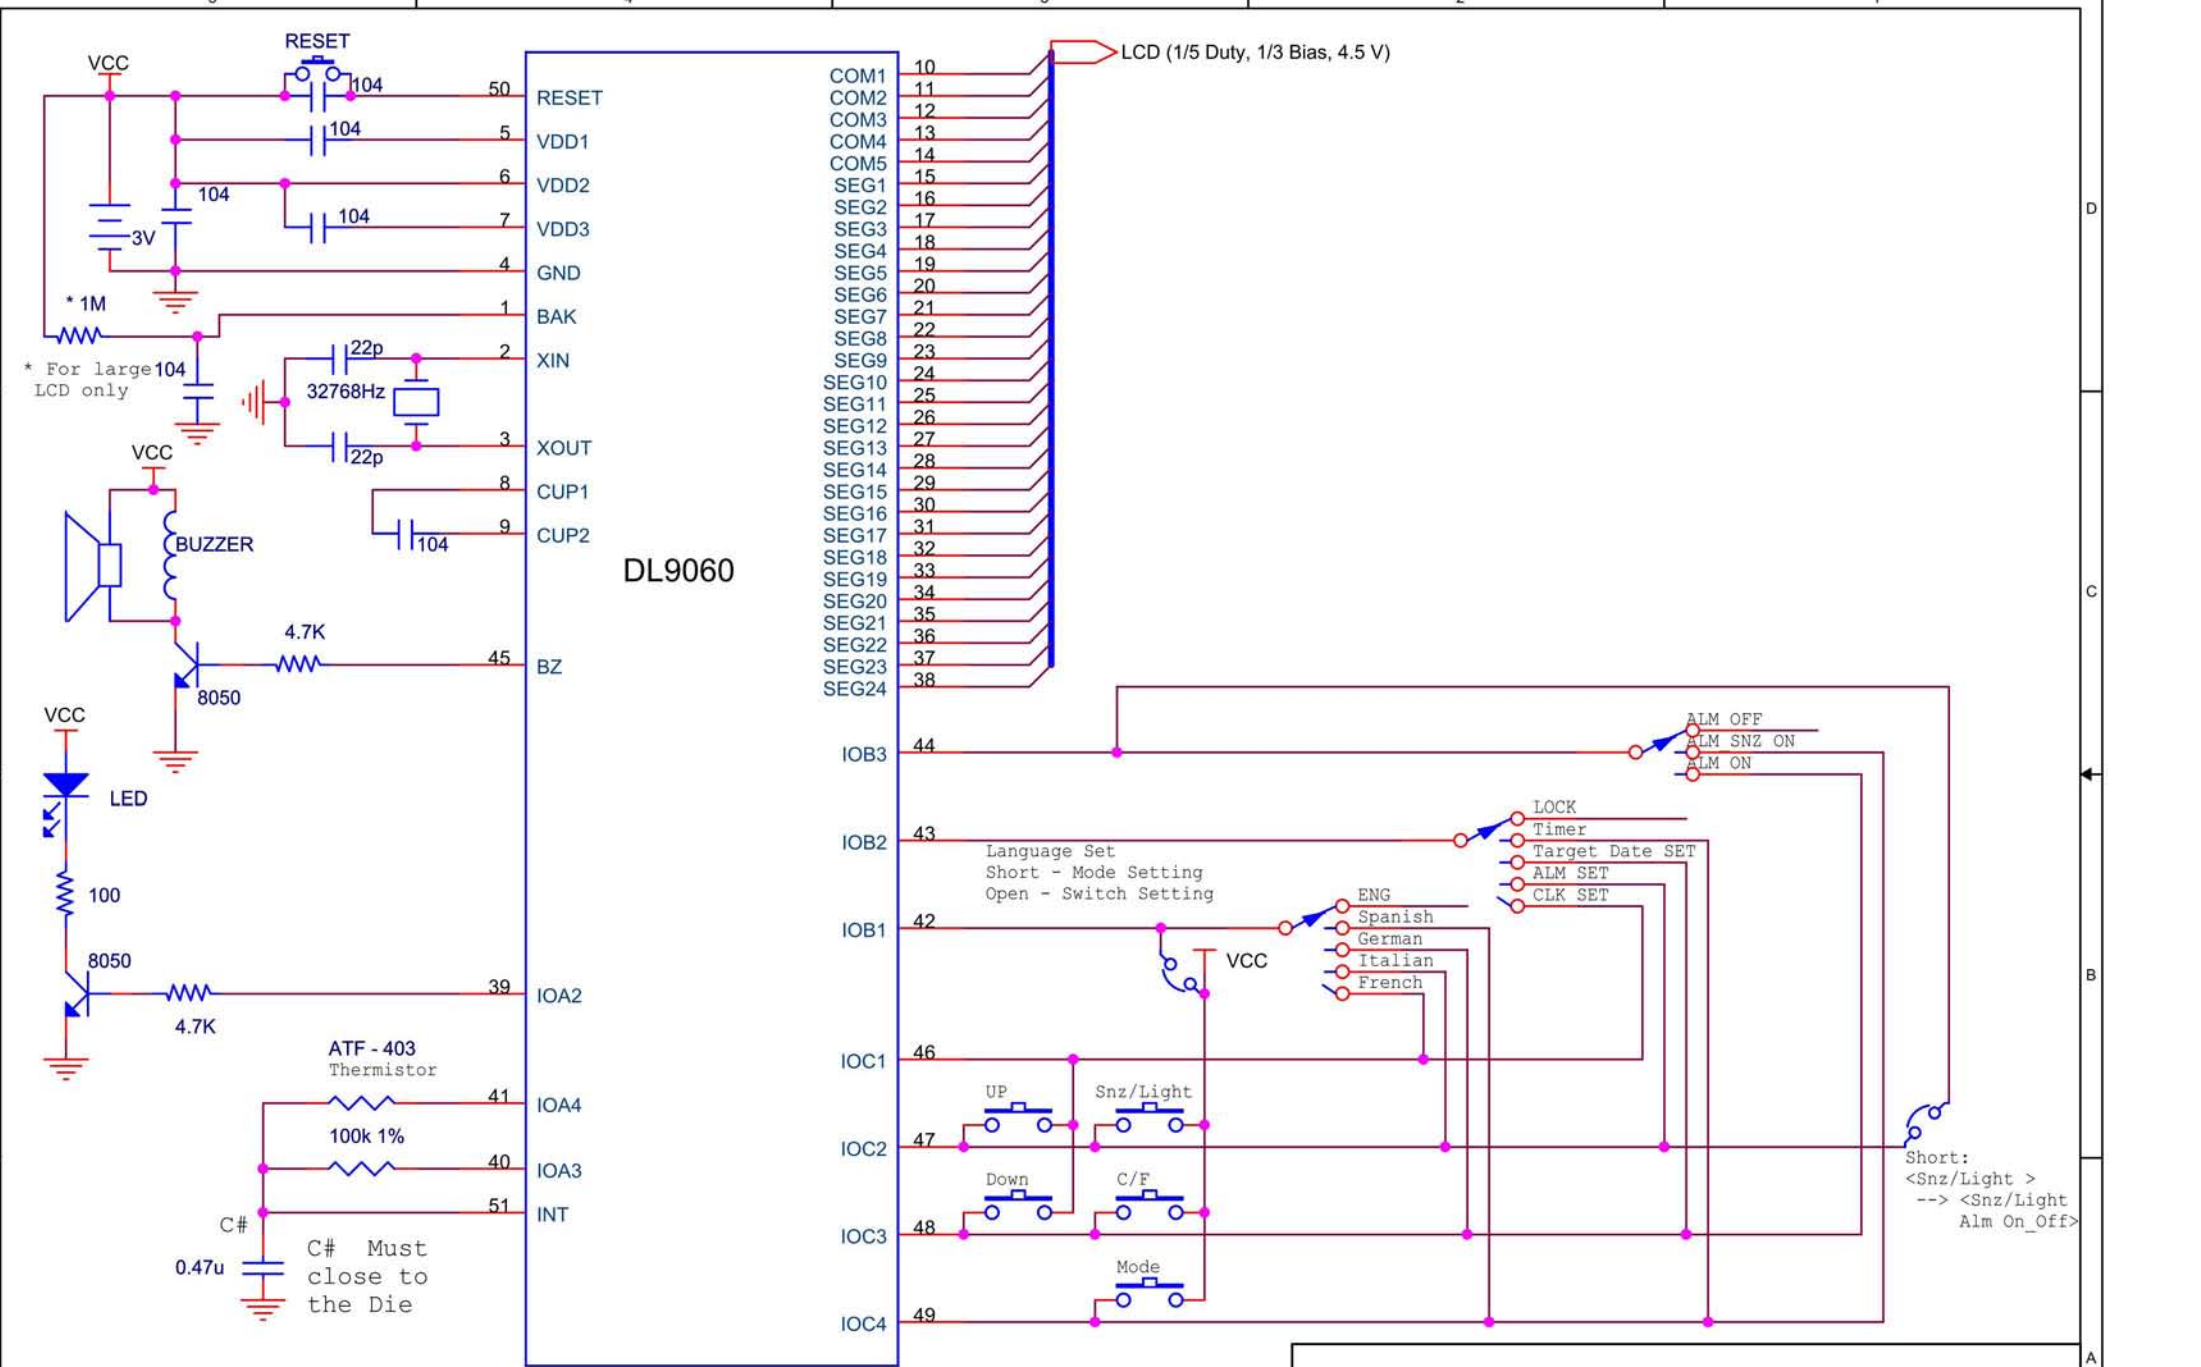 RESET
VCC
104
50
RESET
104
5
VDD1
6
VDD2
104
104
7
VDD3
3V
4
GND
* 1M
1
BAK
* For large
LCD only
104
22p
2
XIN
32768Hz
3
XOUT
22p
VCC
8
CUP1
BUZZER
9
CUP2
104
DL9060
4.7K
45
BZ
8050
VCC
LED
100
8050
39
IOA2
4.7K
ATF - 403
Thermistor
41
IOA4
100k 1%
40
IOA3
51
INT
C#
0.47u
C# Must
close to
the Die
LCD (1/5 Duty, 1/3 Bias, 4.5 V)
COM1 10
COM2 11
COM3 12
COM4 13
COM5 14
SEG1 15
SEG2 16
SEG3 17
SEG4 18
SEG5 19
SEG6 20
SEG7 21
SEG8 22
SEG9 23
SEG10 24
SEG11 25
SEG12 26
SEG13 27
SEG14 28
SEG15 29
SEG16 30
SEG17 31
SEG18 32
SEG19 33
SEG20 34
SEG21 35
SEG22 36
SEG23 37
SEG24 38
IOB3 44
ALM OFF
ALM_SNZ ON
ALM ON
IOB2 43
LOCK
Timer
Target Date SET
ALM SET
CLK SET
Language Set
Short - Mode Setting
Open - Switch Setting
IOB1 42
ENG
Spanish
German
Italian
French
VCC
IOC1 46
UP
Snz/Light
IOC2 47
Down
C/F
IOC3 48
Mode
IOC4 49
Short:
<Snz/Light >
--> <Snz/Light
Alm On_Off>
D
C
B
A